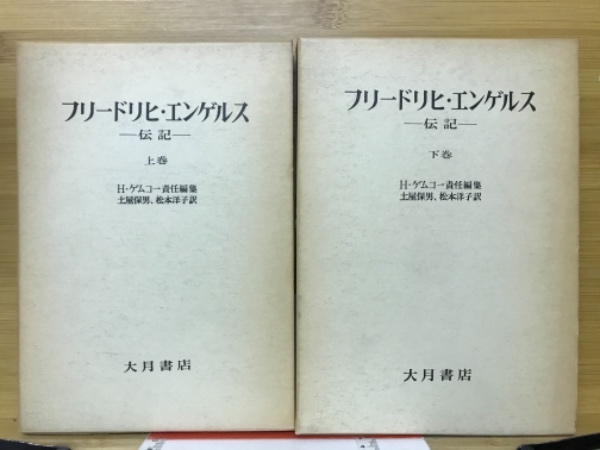 フリードリヒ・エンゲルス
―伝記―
上巻
H・ゲムコー責任編集
土屋保男、松本洋子訳
大月書店
フリードリヒ・エンゲルス
―伝記―
下巻
H・ゲムコー責任編集
土屋保男、松本洋子訳
大月書店